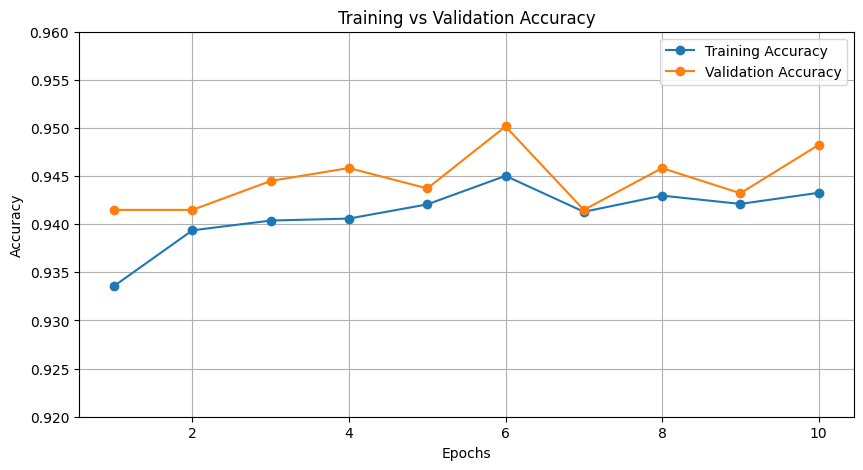 Training vs Validation Accuracy
Training Accuracy
Validation Accuracy
Accuracy
0.960
0.955
0.950
0.945
0.940
0.935
0.930
0.925
0.920
2 4 6 8 10
Epochs